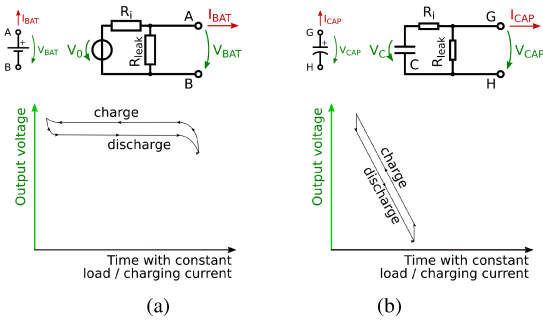 I_BAT
A
+
V_BAT
B
R_i
A
I_BAT
V_0
R_leak
V_BAT
B
Output voltage
charge
discharge
Time with constant
load / charging current
(a)
I_CAP
G
+
V_CAP
H
R_i
G
I_CAP
V_C
C
R_leak
V_CAP
H
Output voltage
charge
discharge
Time with constant
load / charging current
(b)